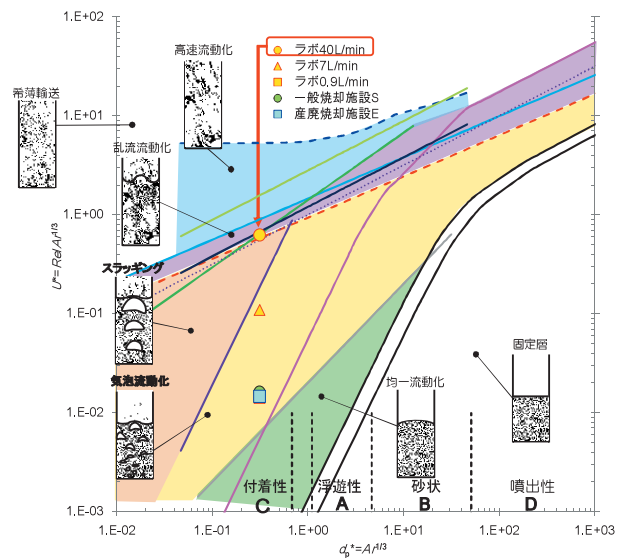 1.E+02
1.E+01
1.E+00
1.E-01
1.E-02
1.E-03
U*=Re/Ar1/3
1.E-02
1.E-01
1.E+00
1.E+01
1.E+02
1.E+03
dp*=Ar1/3
ラボ40L/min
ラボ7L/min
ラボ0.9L/min
一般焼却施設S
産廃焼却施設E
高速流動化
希薄輸送
乱流流動化
スラッギング
気泡流動化
均一流動化
固定層
付着性
C
浮遊性
A
砂状
B
噴出性
D